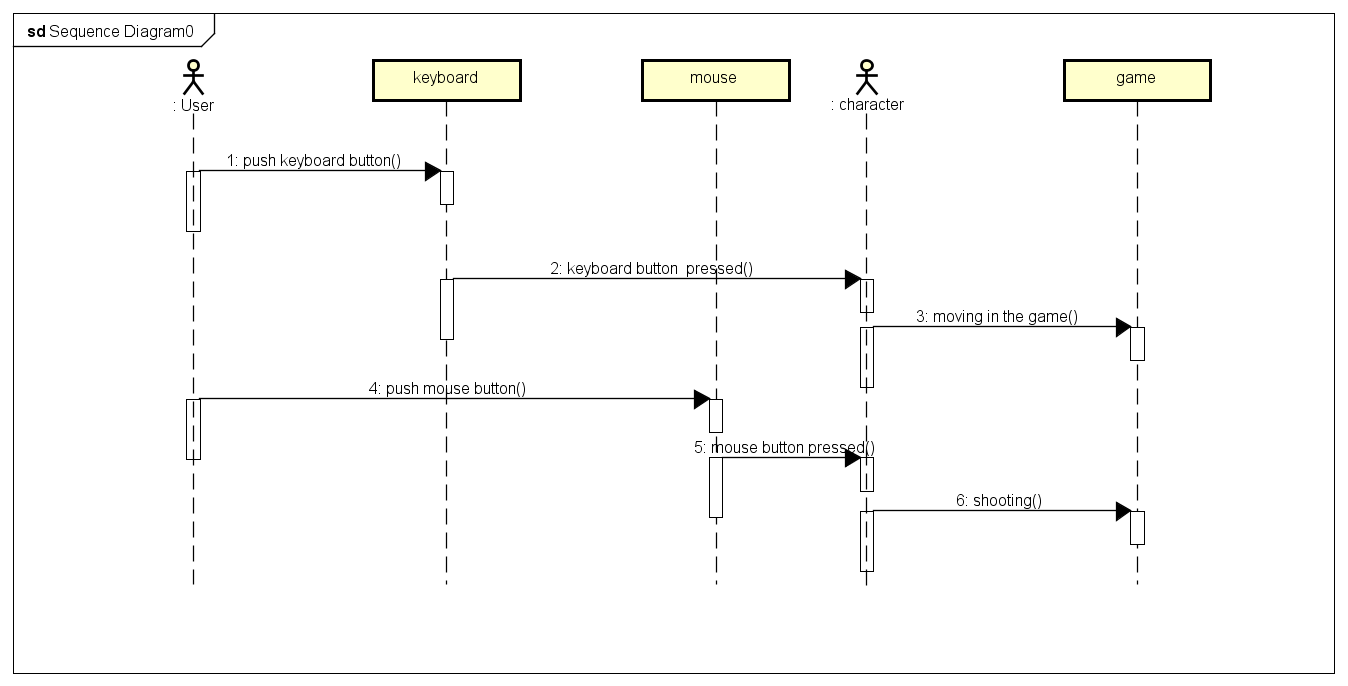 sd Sequence Diagram0
: User
keyboard
mouse
: character
game
1: push keyboard button()
2: keyboard button  pressed()
3: moving in the game()
4: push mouse button()
5: mouse button pressed()
6: shooting()